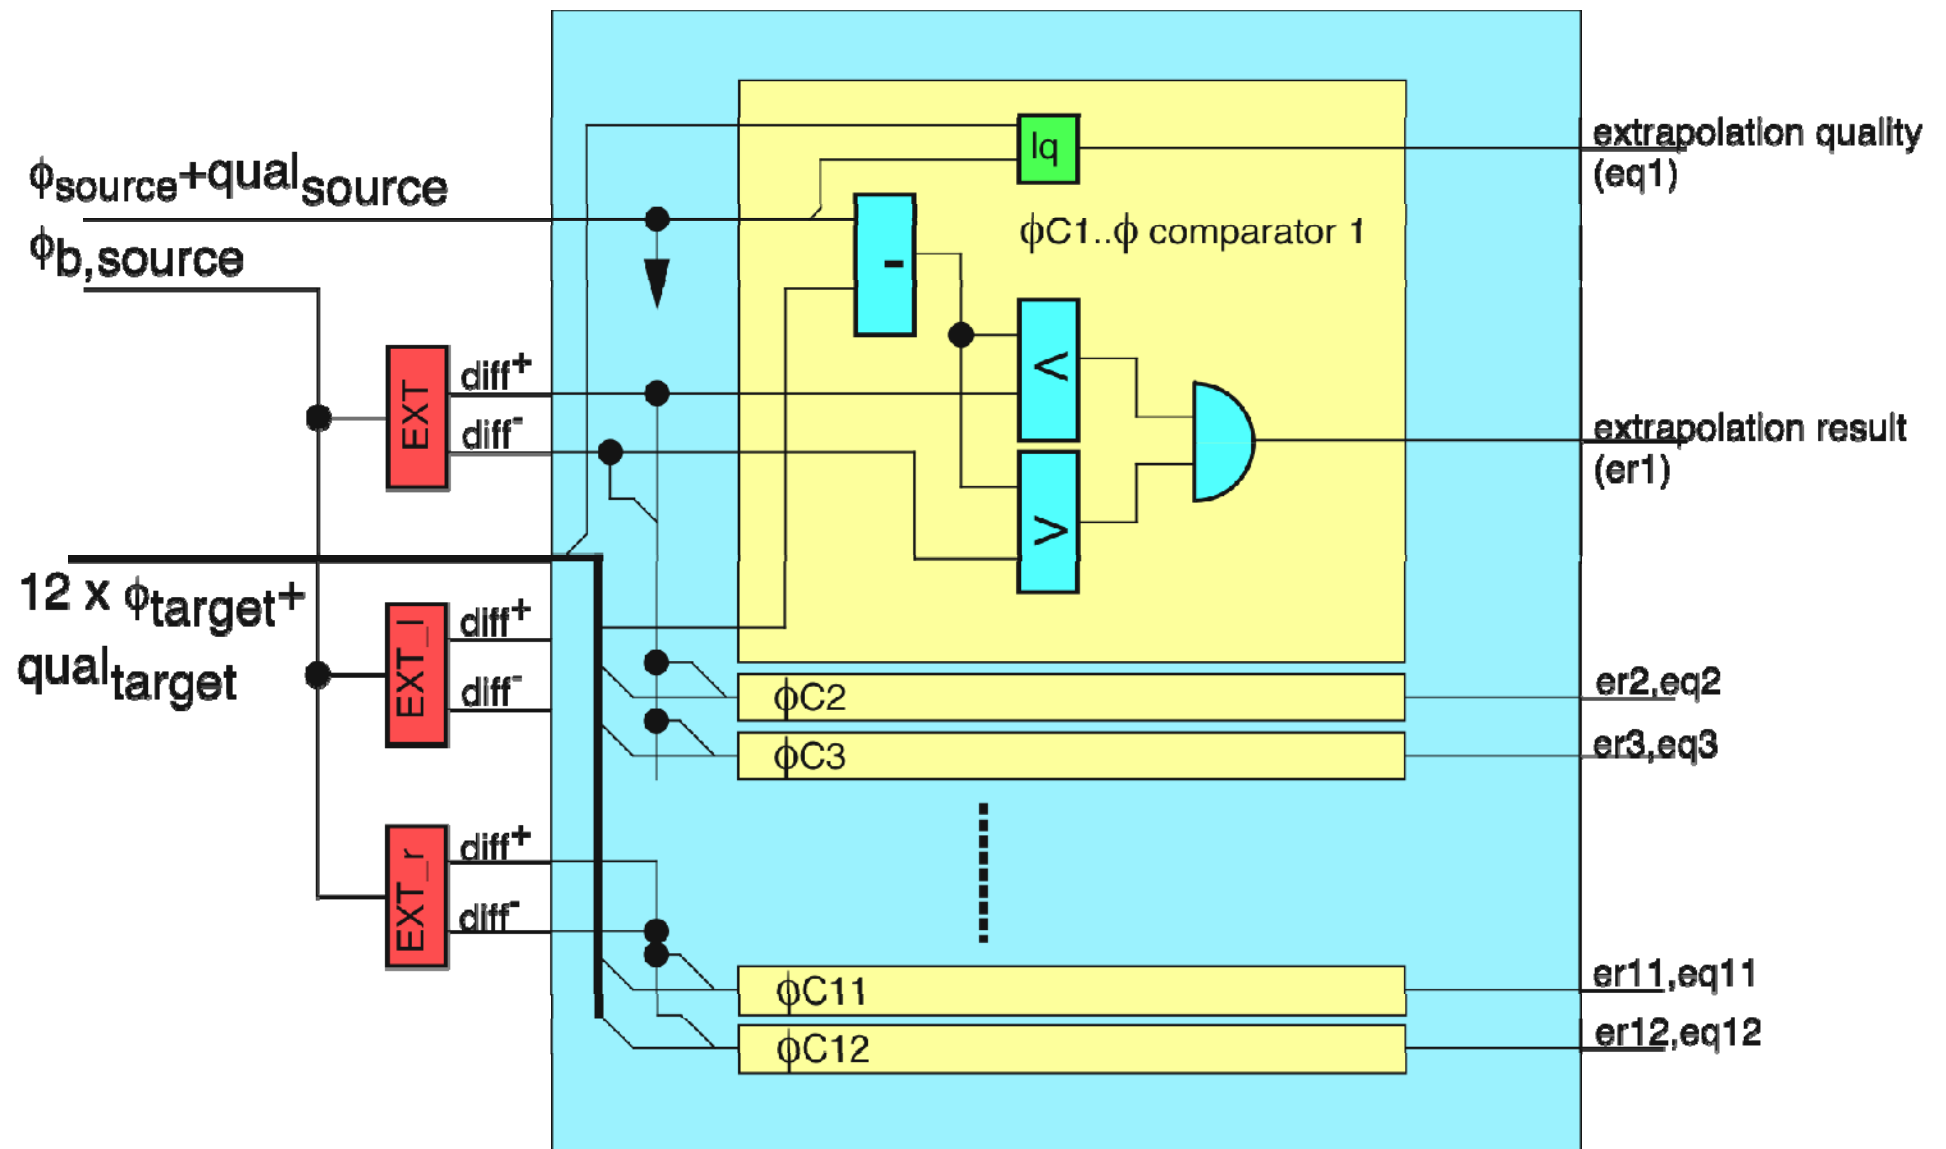 ϕsource+qualsource
ϕb,source
EXT
diff+
diff-
12 x ϕtarget+
qualtarget
EXT_l
diff+
diff-
EXT_r
diff+
diff-
lq
ϕC1..ϕ comparator 1
-
<
>
ϕC2
ϕC3
ϕC11
ϕC12
extrapolation quality
(eq1)
extrapolation result
(er1)
er2,eq2
er3,eq3
er11,eq11
er12,eq12